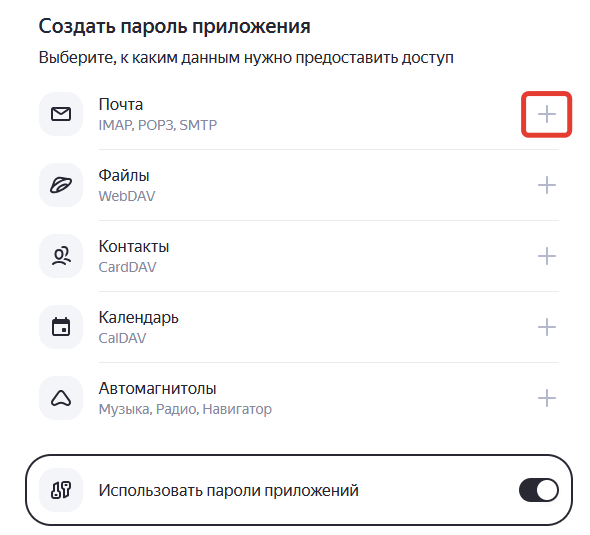 Создать пароль приложения
Выберите, к каким данным нужно предоставить доступ
Почта
IMAP, POP3, SMTP
Файлы
WebDAV
Контакты
CardDAV
Календарь
CalDAV
Автомагнитолы
Музыка, Радио, Навигатор
Использовать пароли приложений